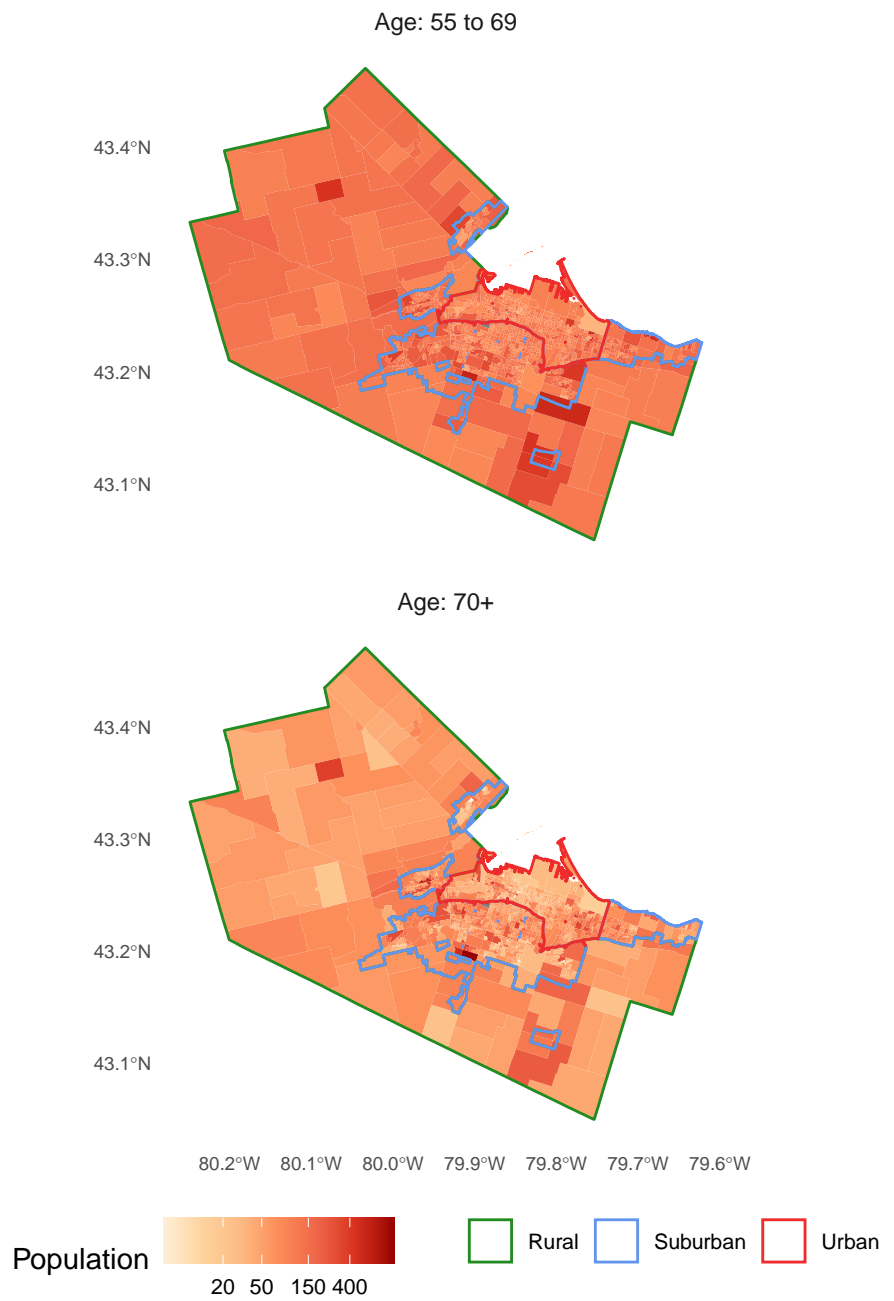 Age: 55 to 69
43.4°N
43.3°N
43.2°N
43.1°N
Age: 70+
43.4°N
43.3°N
43.2°N
43.1°N
80.2°W 80.1°W 80.0°W 79.9°W 79.8°W 79.7°W 79.6°W
Population
20 50 150 400
Rural Suburban Urban